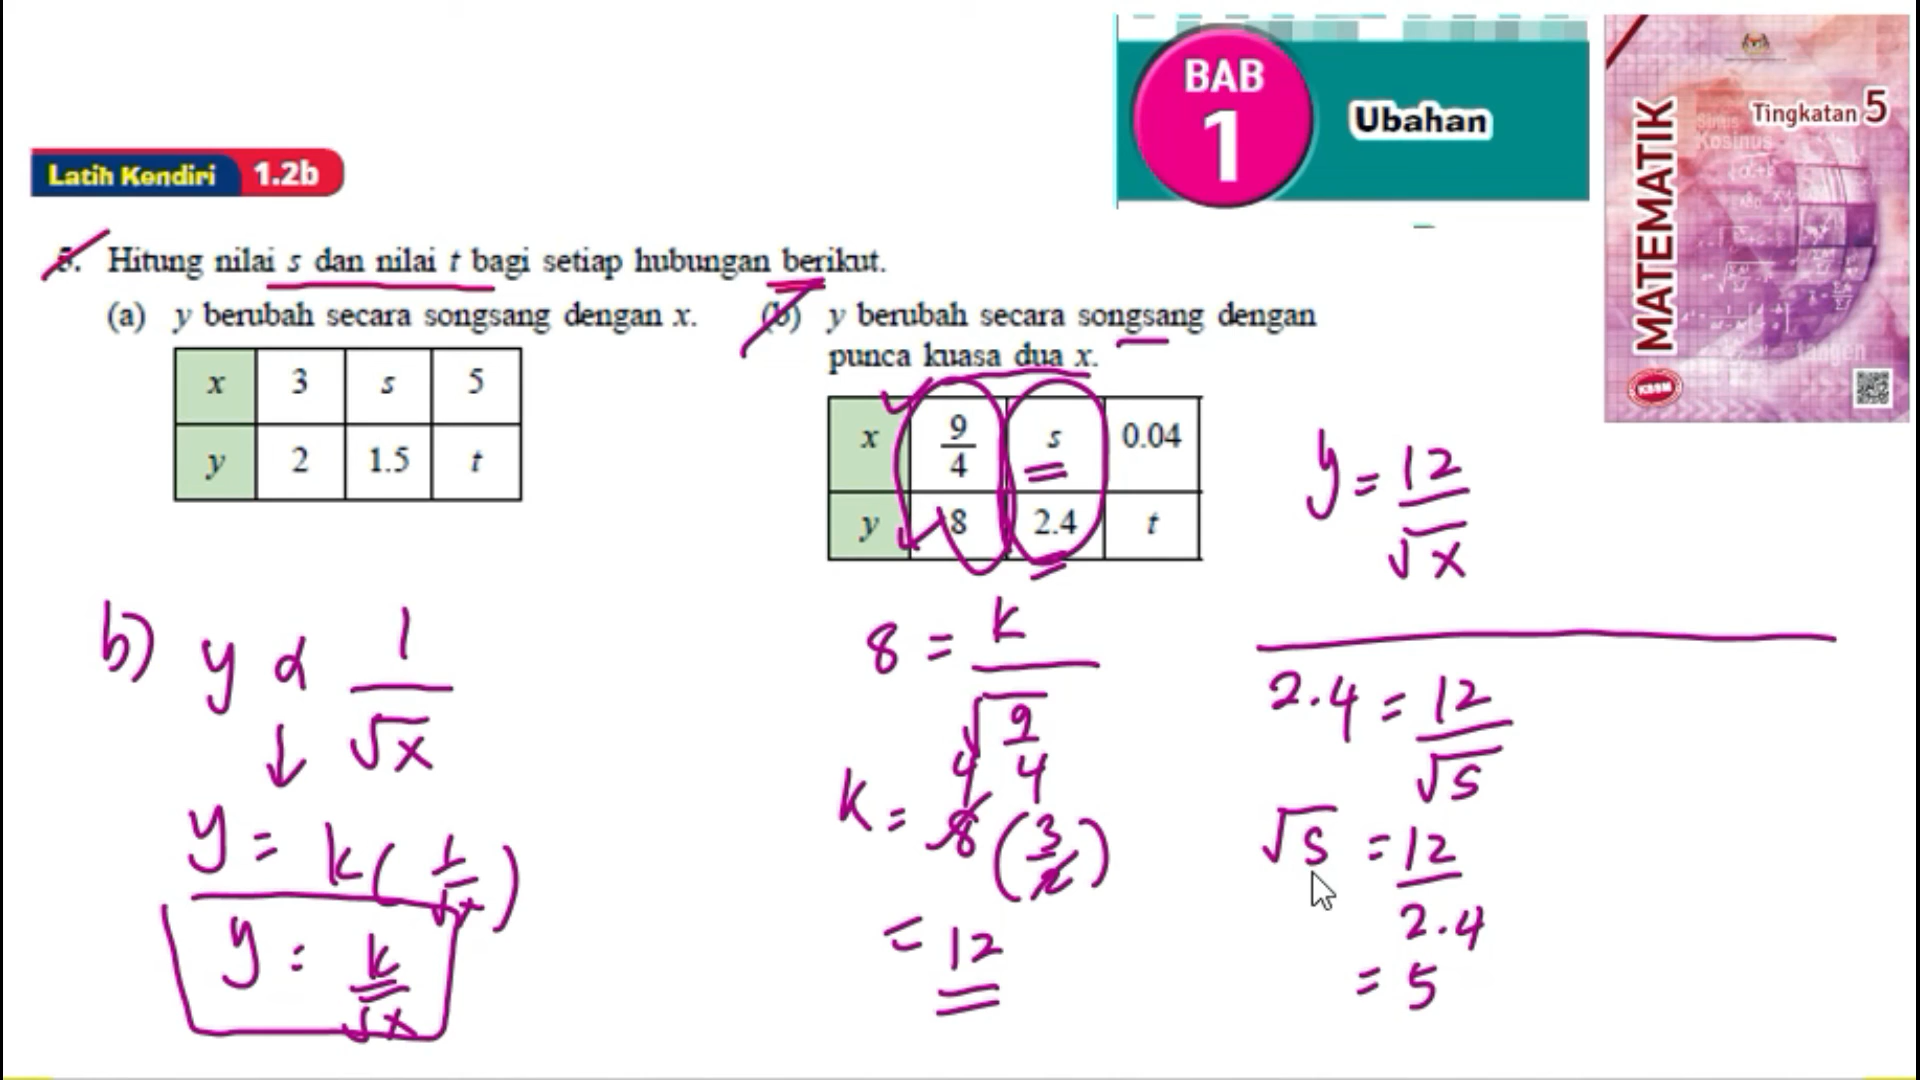 BAB
1
Ubahan
MATEMATIK
Tingkatan 5
KSSM
Latih Kendiri 1.2b
5. Hitung nilai s dan nilai t bagi setiap hubungan berikut.
(a) y berubah secara songsang dengan x.
x 3 s 5
y 2 1.5 t
(b) y berubah secara songsang dengan
punca kuasa dua x.
x 9/4 s 0.04
y 8 2.4 t
b) y α 1/√x
↓
y = k(1/√x)
y = k/√x
8 = k/√(9/4)
k = 8(3/2)
4
= 12
y = 12/√x
2.4 = 12/√s
√s = 12/2.4
= 5